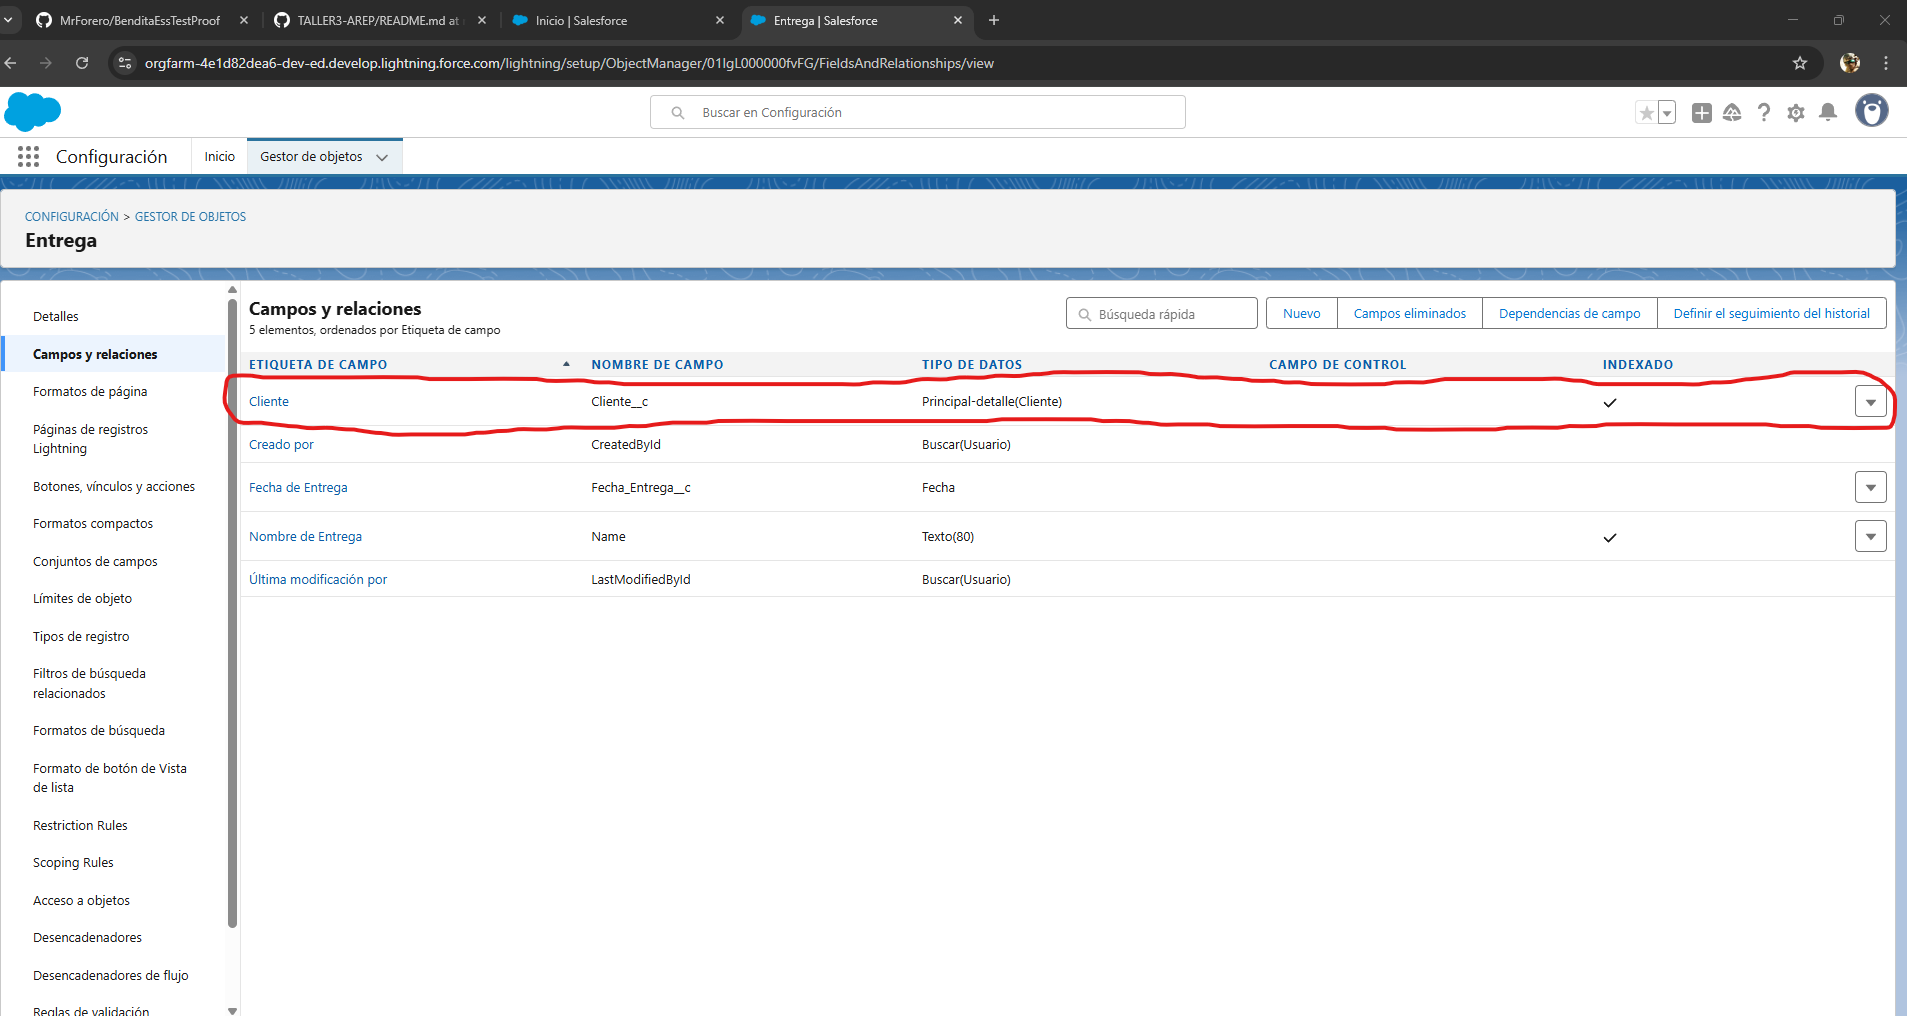 MrForero/BenditaEssTestProof
TALLER3-AREP/README.md at
Inicio | Salesforce
Entrega | Salesforce
orgfarm-4e1d82dea6-dev-ed.develop.lightning.force.com/lightning/setup/ObjectManager/01IgL000000fvFG/FieldsAndRelationships/view
Buscar en Configuración
Configuración
Inicio
Gestor de objetos
CONFIGURACIÓN > GESTOR DE OBJETOS
Entrega
Detalles
Campos y relaciones
Formatos de página
Páginas de registros
Lightning
Botones, vínculos y acciones
Formatos compactos
Conjuntos de campos
Límites de objeto
Tipos de registro
Filtros de búsqueda
relacionados
Formatos de búsqueda
Formato de botón de Vista
de lista
Restriction Rules
Scoping Rules
Acceso a objetos
Desencadenadores
Desencadenadores de flujo
Reglas de validación
Campos y relaciones
5 elementos, ordenados por Etiqueta de campo
Búsqueda rápida
Nuevo
Campos eliminados
Dependencias de campo
Definir el seguimiento del historial
ETIQUETA DE CAMPO NOMBRE DE CAMPO TIPO DE DATOS CAMPO DE CONTROL INDEXADO
Cliente Cliente__c Principal-detalle(Cliente)
Creado por CreatedById Buscar(Usuario)
Fecha de Entrega Fecha_Entrega__c Fecha
Nombre de Entrega Name Texto(80)
Última modificación por LastModifiedById Buscar(Usuario)